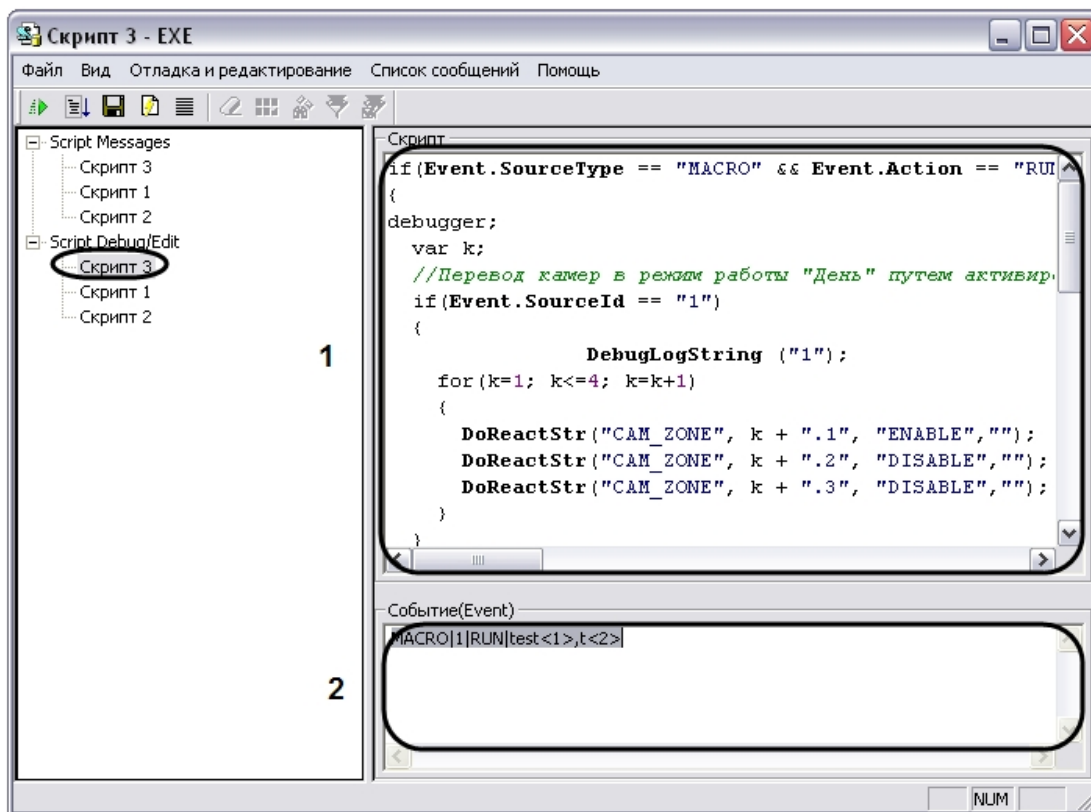 Скрипт 3 - EXE
Файл Вид Отладка и редактирование Список сообщений Помощь
Script Messages
Скрипт 3
Скрипт 1
Скрипт 2
Script Debug/Edit
Скрипт 3
Скрипт 1
Скрипт 2
1
Скрипт
if(Event.SourceType == "MACRO" && Event.Action == "RU
{
debugger;
var k;
//Перевод камер в режим работы "День" путем активир
if(Event.SourceId == "1")
{
DebugLogString ("1");
for(k=1; k<=4; k=k+1)
{
DoReactStr("CAM_ZONE", k + ".1", "ENABLE","");
DoReactStr("CAM_ZONE", k + ".2", "DISABLE","");
DoReactStr("CAM_ZONE", k + ".3", "DISABLE","");
}
}
Событие(Event)
MACRO|1|RUN|test<1>,t<2>
2
NUM